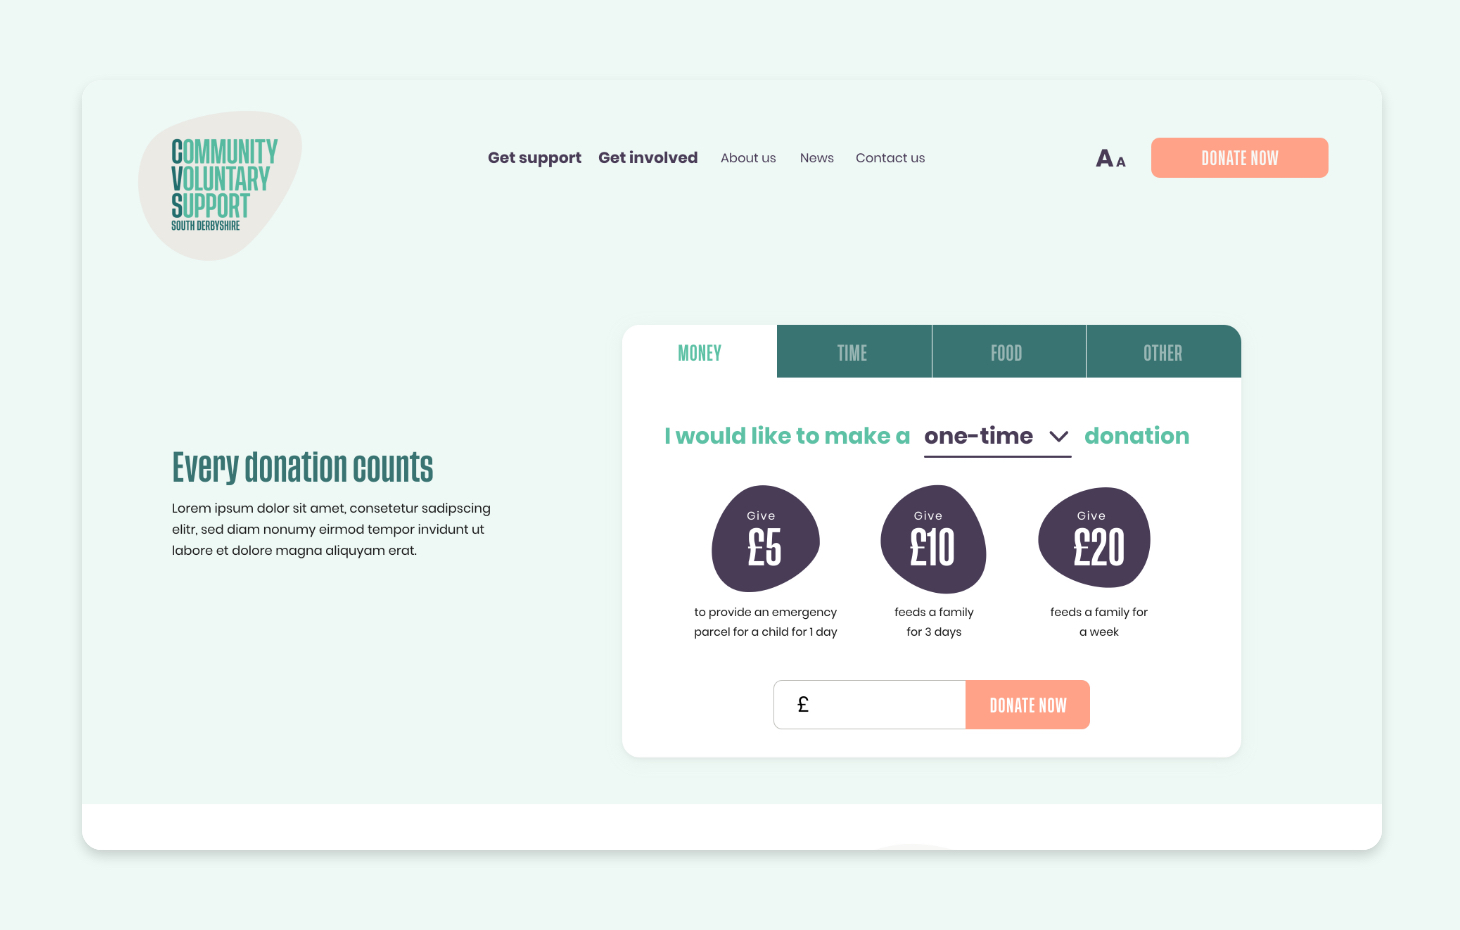 COMMUNITY
VOLUNTARY
SUPPORT
SOUTH DERBYSHIRE
Get support Get involved About us News Contact us
A A
DONATE NOW
MONEY TIME FOOD OTHER
I would like to make a one-time donation
Every donation counts
Lorem ipsum dolor sit amet, consetetur sadipscing
elitr, sed diam nonumy eirmod tempor invidunt ut
labore et dolore magna aliquyam erat.
Give
£5
to provide an emergency
parcel for a child for 1 day
Give
£10
feeds a family
for 3 days
Give
£20
feeds a family for
a week
£
DONATE NOW